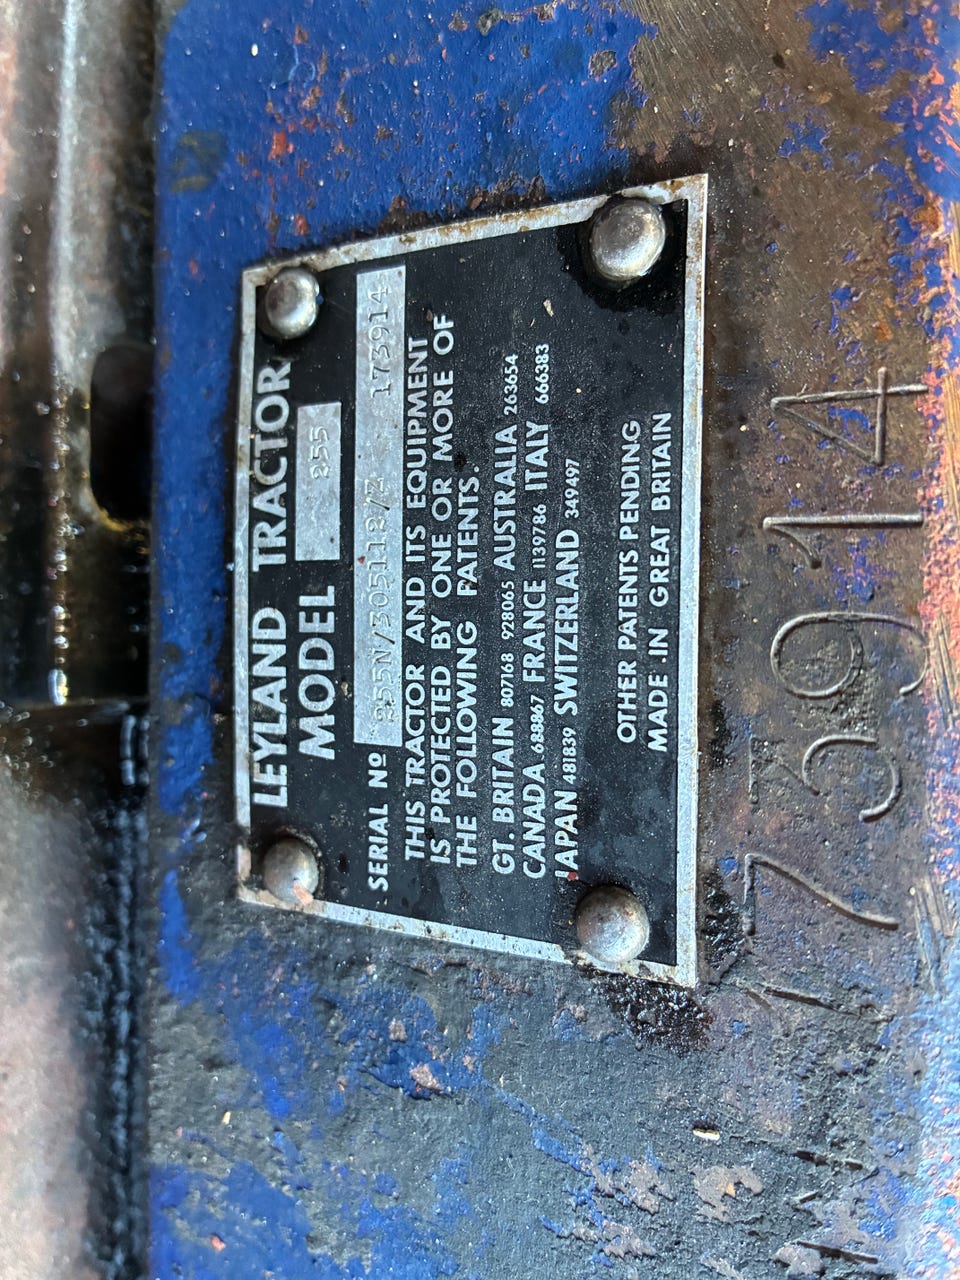 LEYLAND TRACTOR
MODEL 255
SERIAL Nº 255N/305113/Z 173914
THIS TRACTOR AND ITS EQUIPMENT
IS PROTECTED BY ONE OR MORE OF
THE FOLLOWING PATENTS.
GT. BRITAIN 807168 928065 AUSTRALIA 263654
CANADA 688867 FRANCE 1139786 ITALY 666383
JAPAN 481839 SWITZERLAND 349497
OTHER PATENTS PENDING
MADE IN GREAT BRITAIN
173914